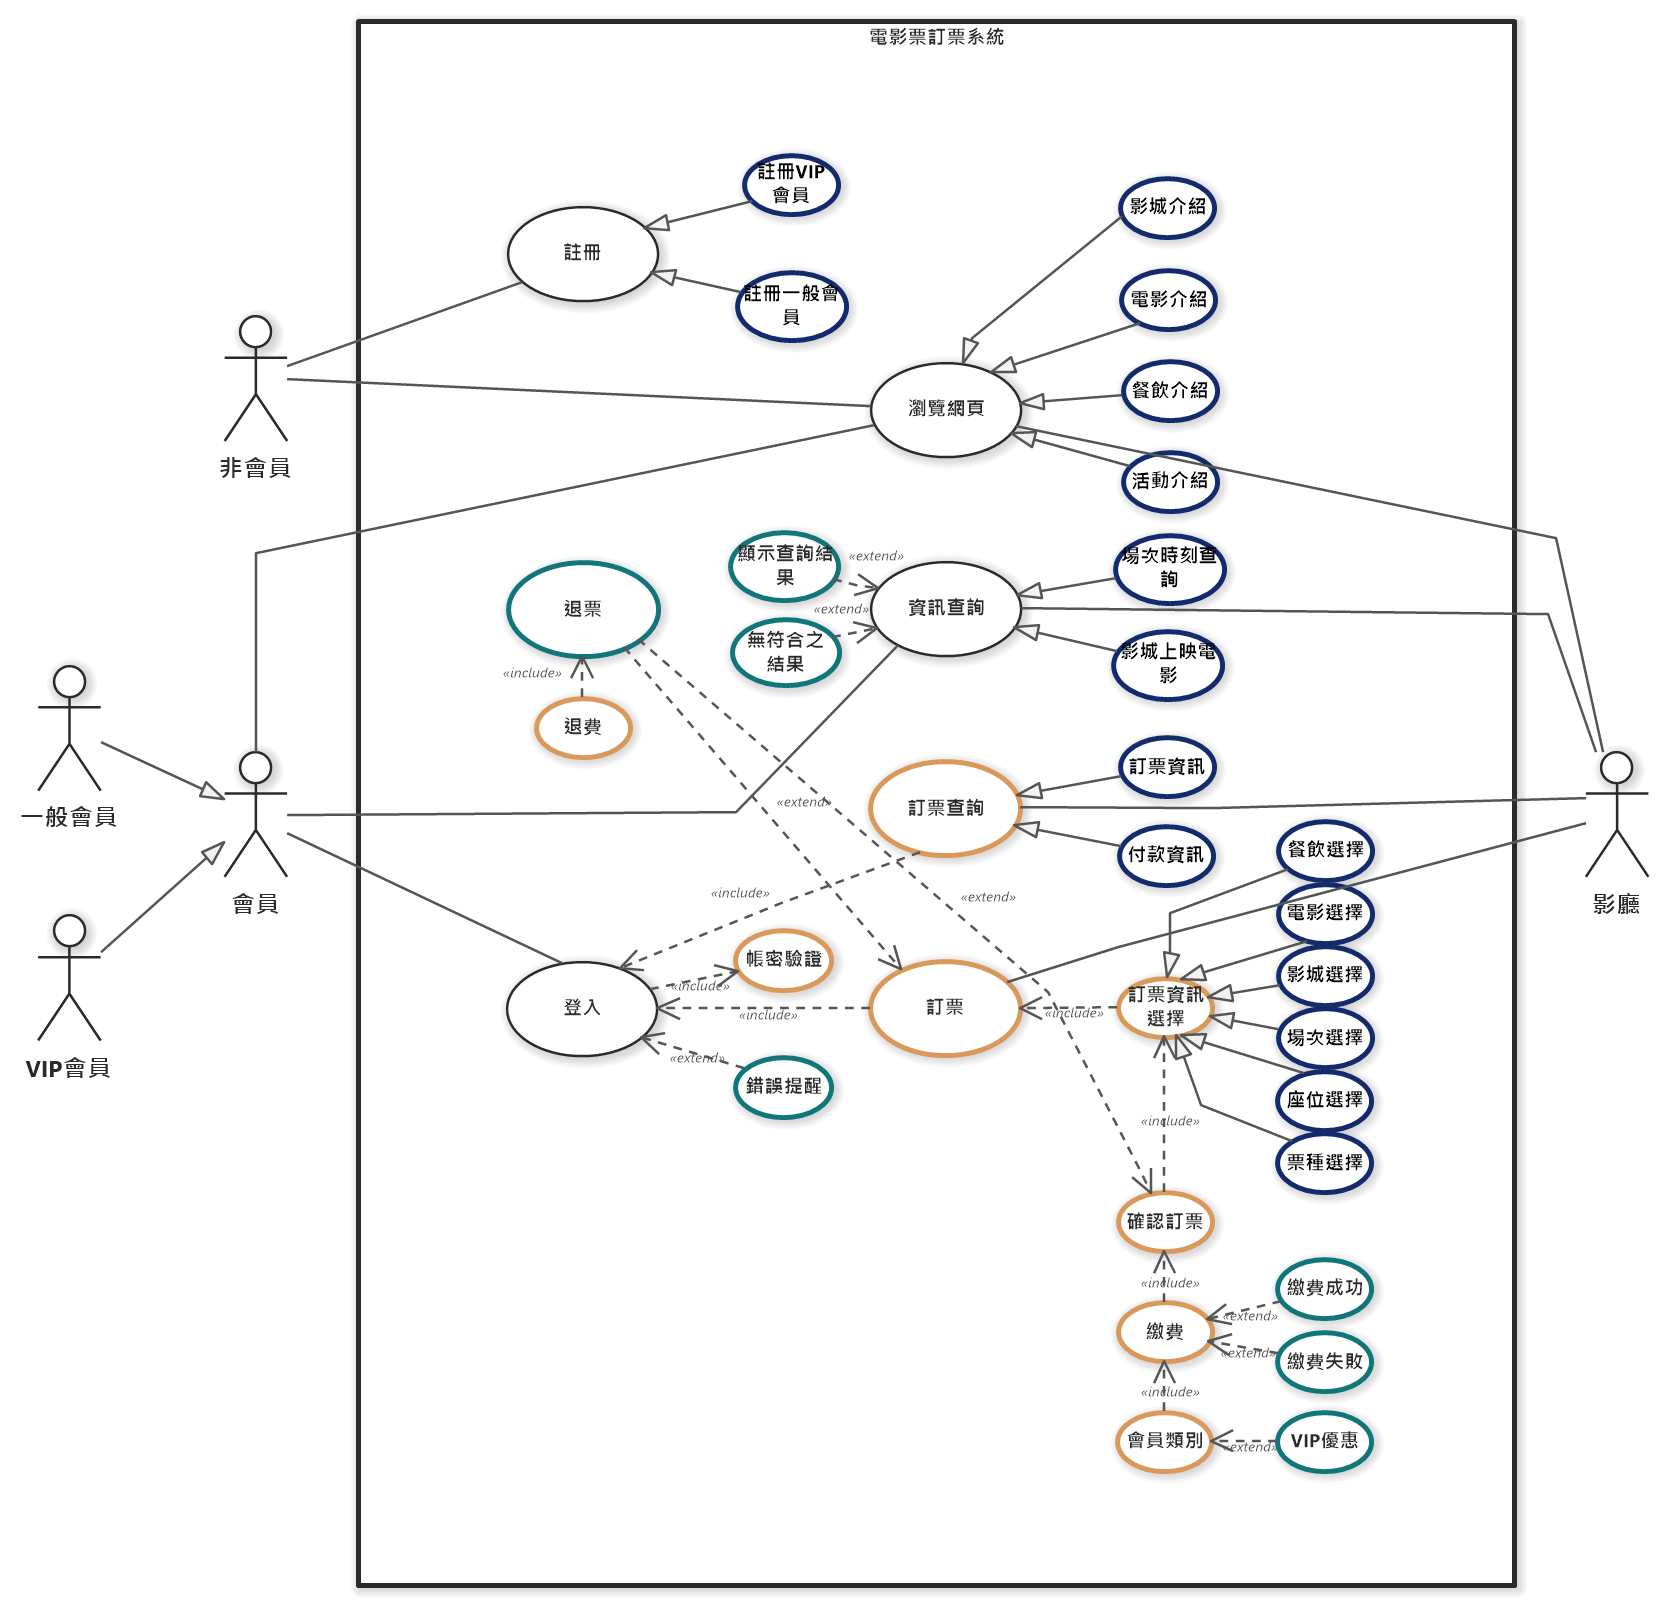 電影票訂票系統
註冊VIP
會員
註冊
註冊一般會
員
影城介紹
電影介紹
餐飲介紹
瀏覽網頁
活動介紹
非會員
顯示查詢結
果
«extend»
場次時刻查
詢
退票
資訊查詢
«extend»
無符合之
結果
影城上映電
影
«include»
退費
訂票資訊
訂票查詢
付款資訊
«extend»
一般會員
會員
影廳
餐飲選擇
«include»
«extend»
電影選擇
帳密驗證
影城選擇
«include»
登入
訂票
訂票資訊
選擇
«include»
«include»
場次選擇
«extend»
錯誤提醒
座位選擇
VIP會員
«include»
票種選擇
確認訂票
«include»
繳費成功
«extend»
繳費
«extend»
繳費失敗
«include»
會員類別
«extend»
VIP優惠